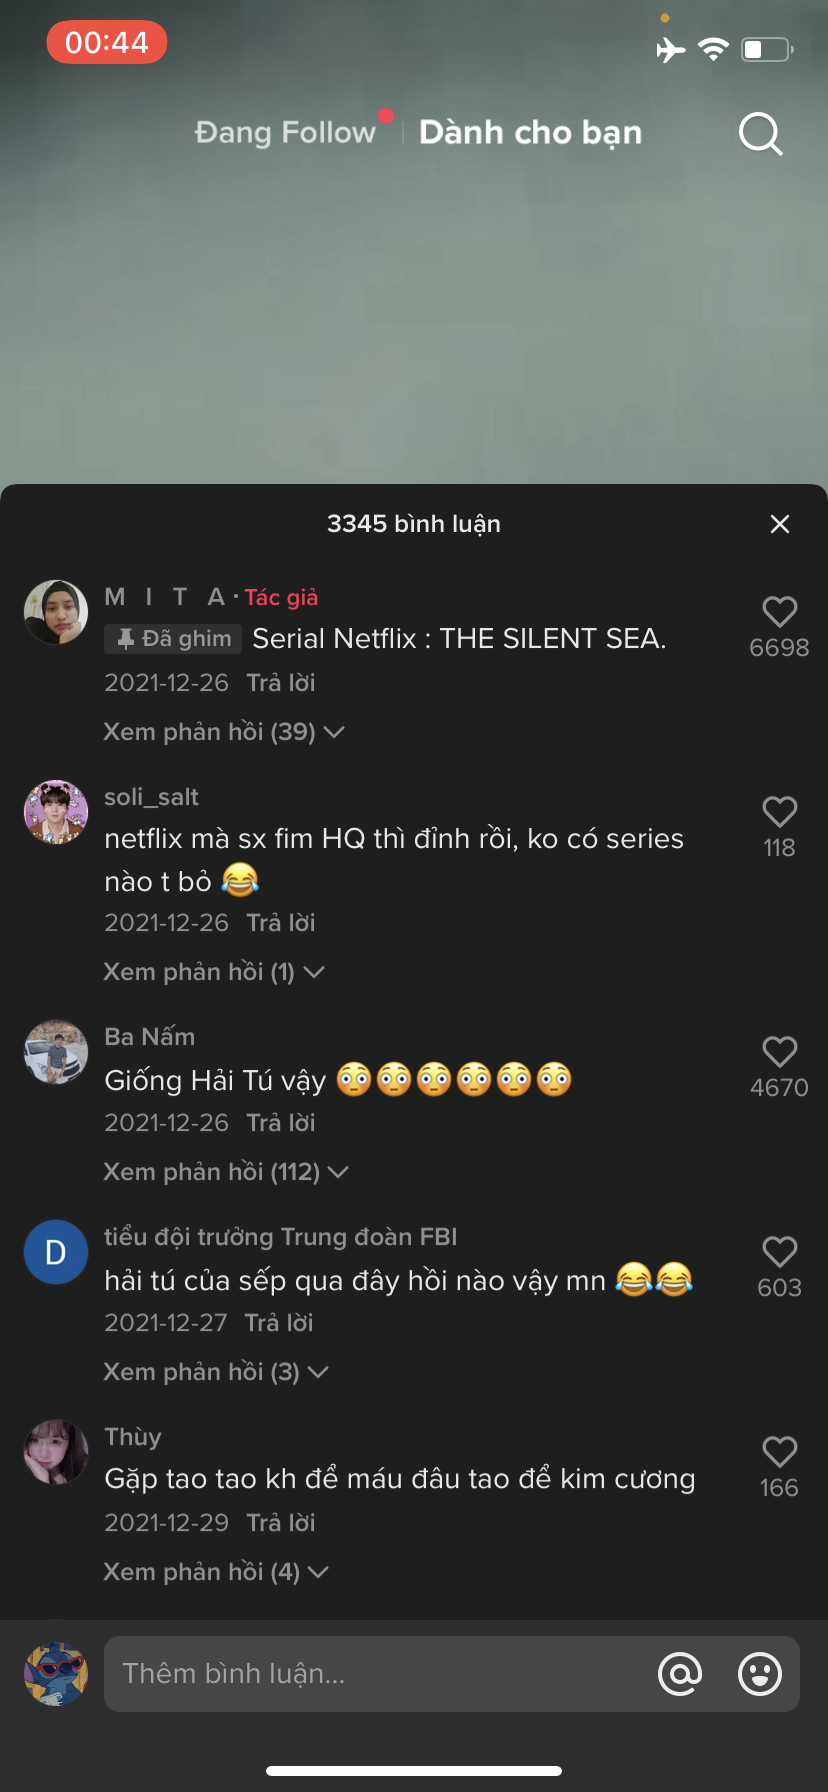 00:44
Đang Follow
Dành cho bạn
3345 bình luận
M I T A · Tác giả
Đã ghim Serial Netflix : THE SILENT SEA.
6698
2021-12-26 Trả lời
Xem phản hồi (39)
soli_salt
netflix mà sx fim HQ thì đỉnh rồi, ko có series
118
nào t bỏ 😂
2021-12-26 Trả lời
Xem phản hồi (1)
Ba Nấm
Giống Hải Tú vậy 😳😳😳😳😳😳
4670
2021-12-26 Trả lời
Xem phản hồi (112)
D
tiểu đội trưởng Trung đoàn FBI
hải tú của sếp qua đây hồi nào vậy mn 😂😂
603
2021-12-27 Trả lời
Xem phản hồi (3)
Thùy
Gặp tao tao kh để máu đâu tao để kim cương
166
2021-12-29 Trả lời
Xem phản hồi (4)
Thêm bình luận...